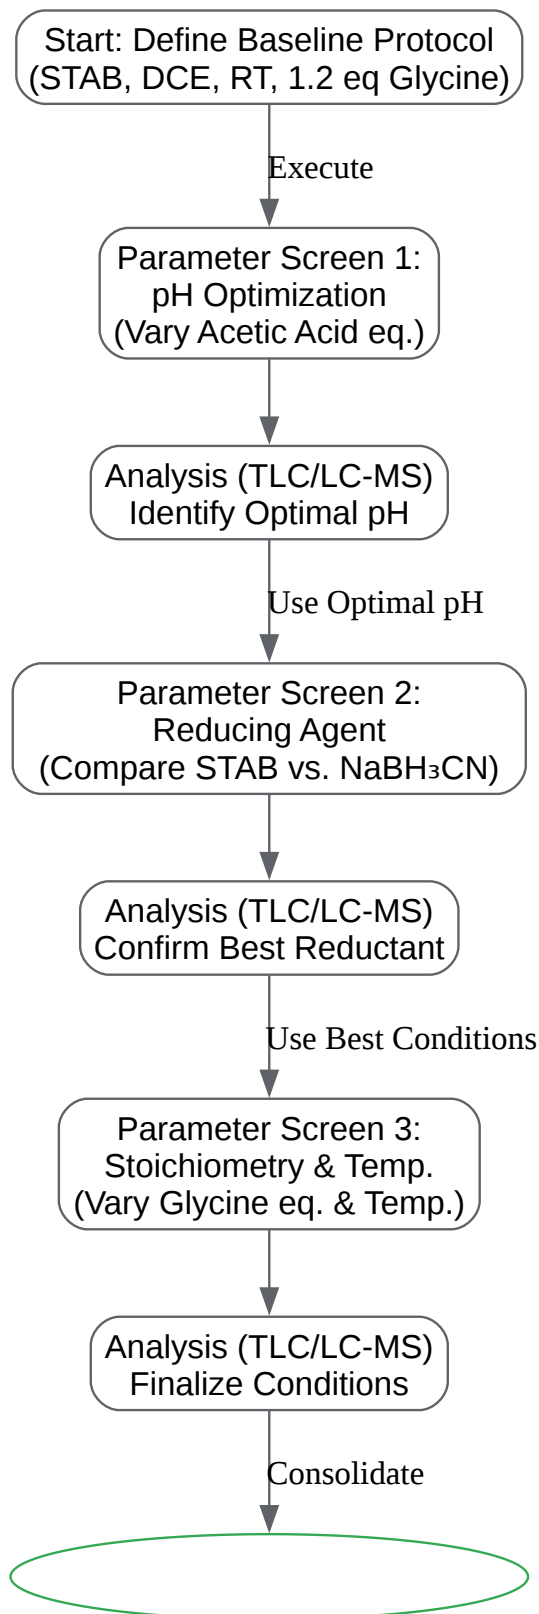 Start: Define Baseline Protocol
(STAB, DCE, RT, 1.2 eq Glycine)
Execute
Parameter Screen 1:
pH Optimization
(Vary Acetic Acid eq.)
Analysis (TLC/LC-MS)
Identify Optimal pH
Use Optimal pH
Parameter Screen 2:
Reducing Agent
(Compare STAB vs. NaBH₃CN)
Analysis (TLC/LC-MS)
Confirm Best Reductant
Use Best Conditions
Parameter Screen 3:
Stoichiometry & Temp.
(Vary Glycine eq. & Temp.)
Analysis (TLC/LC-MS)
Finalize Conditions
Consolidate